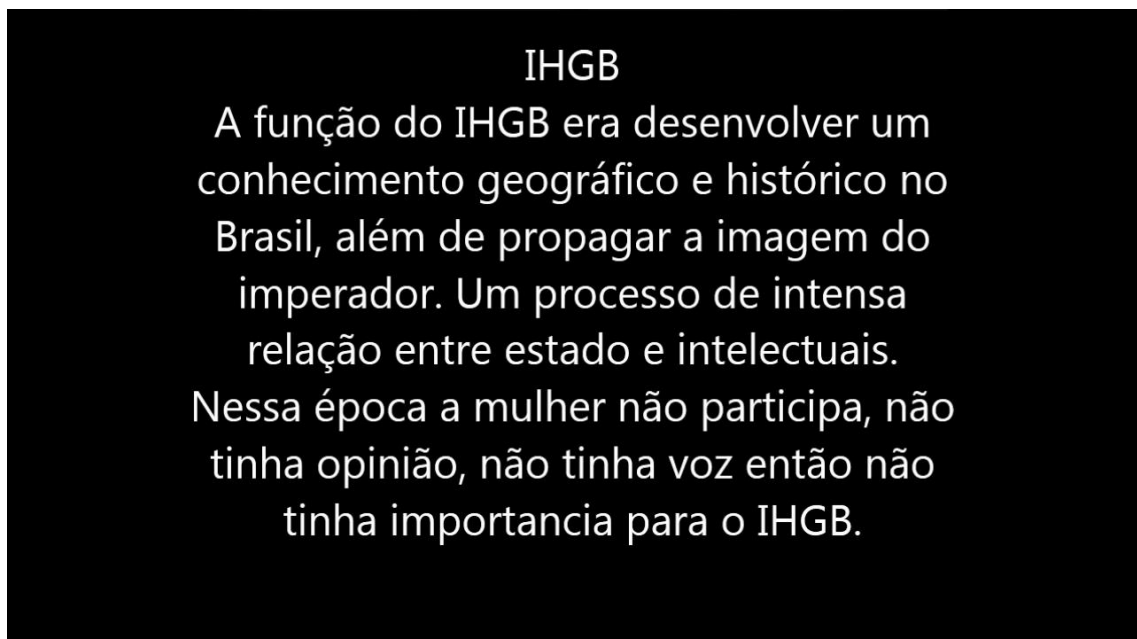 IHGB
A função do IHGB era desenvolver um
conhecimento geográfico e histórico no
Brasil, além de propagar a imagem do
imperador. Um processo de intensa
relação entre estado e intelectuais.
Nessa época a mulher não participa, não
tinha opinião, não tinha voz então não
tinha importancia para o IHGB.